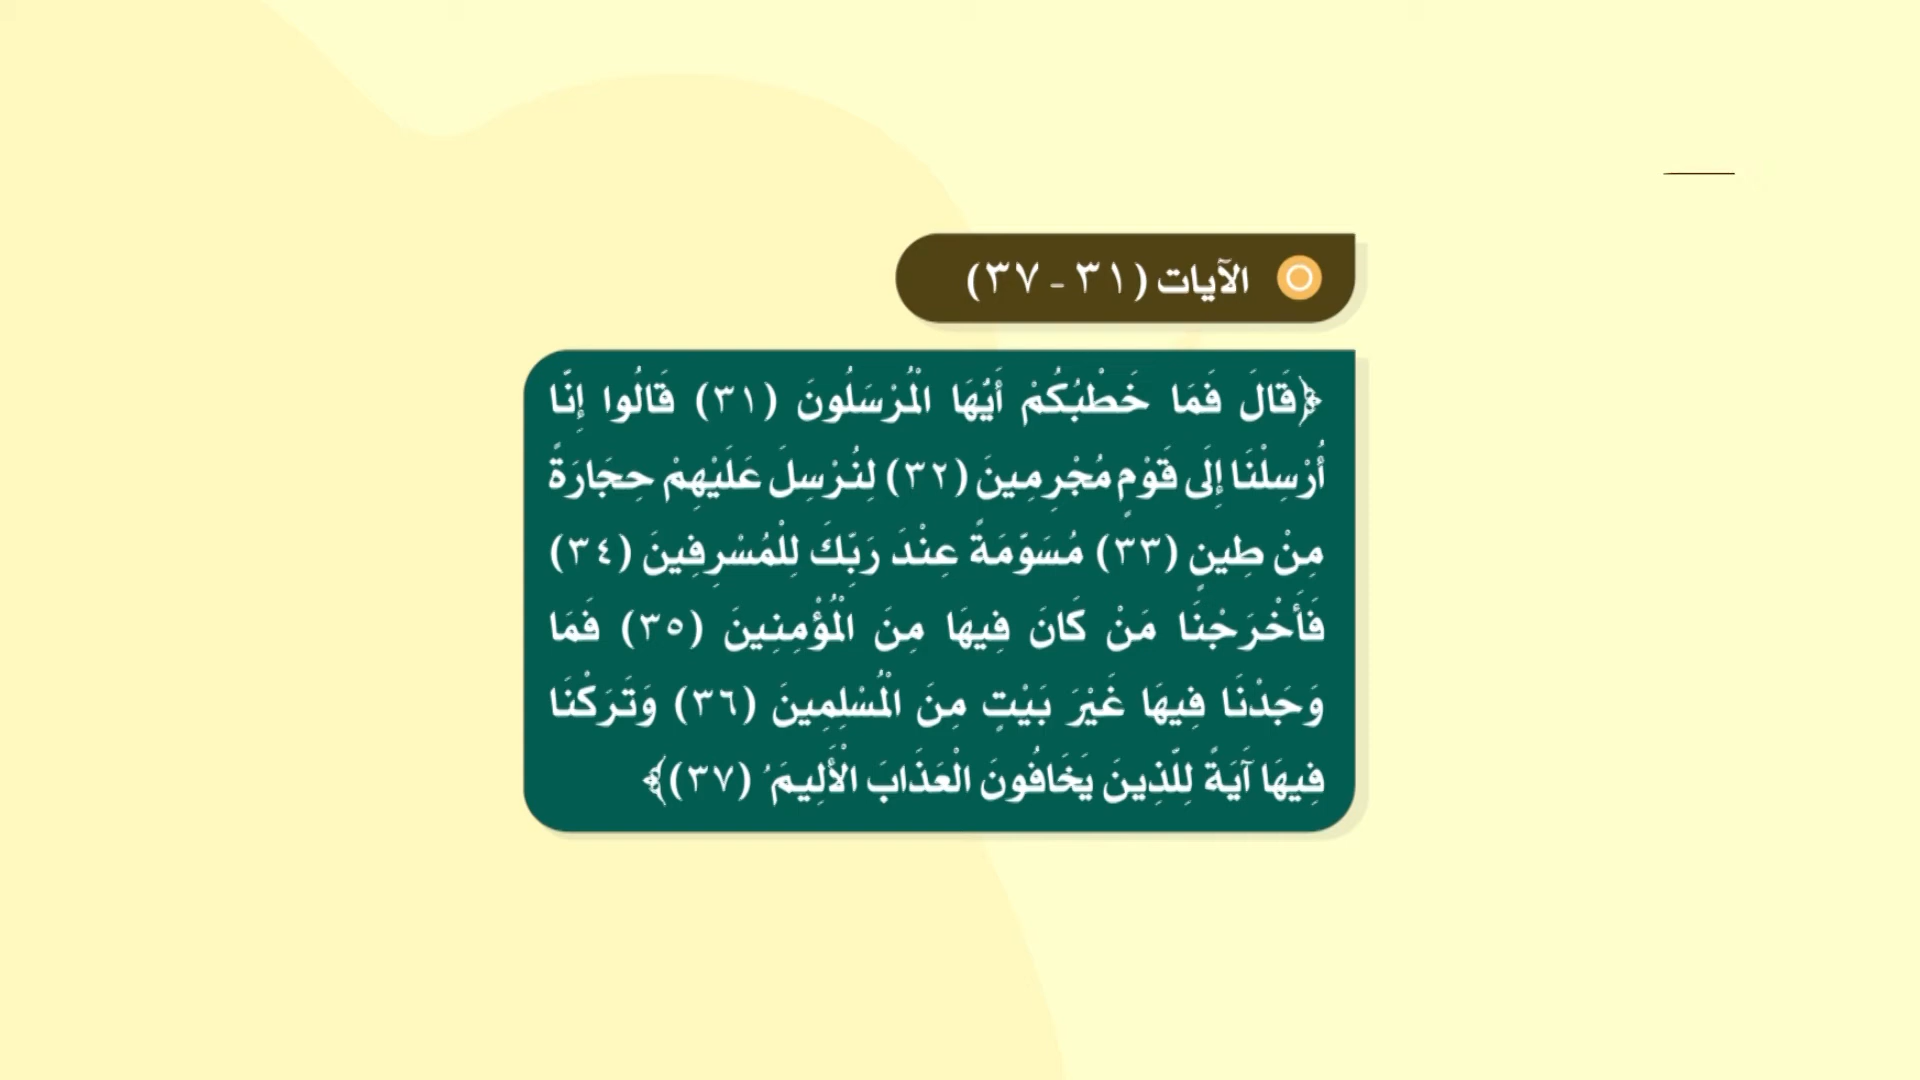 الآيات (٣١ - ٣٧)
﴿قَالَ فَمَا خَطْبُكُمْ أَيُّهَا الْمُرْسَلُونَ (٣١) قَالُوا إِنَّا
أُرْسِلْنَا إِلَى قَوْمٍ مُجْرِمِينَ (٣٢) لِنُرْسِلَ عَلَيْهِمْ حِجَارَةً
مِنْ طِينٍ (٣٣) مُسَوَّمَةً عِنْدَ رَبِّكَ لِلْمُسْرِفِينَ (٣٤)
فَأَخْرَجْنَا مَنْ كَانَ فِيهَا مِنَ الْمُؤْمِنِينَ (٣٥) فَمَا
وَجَدْنَا فِيهَا غَيْرَ بَيْتٍ مِنَ الْمُسْلِمِينَ (٣٦) وَتَرَكْنَا
فِيهَا آيَةً لِلَّذِينَ يَخَافُونَ الْعَذَابَ الْأَلِيمَ ُ (٣٧)﴾